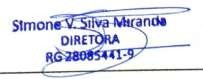 Simone V. Silva Miranda
DIRETORA
RG 28085441-9